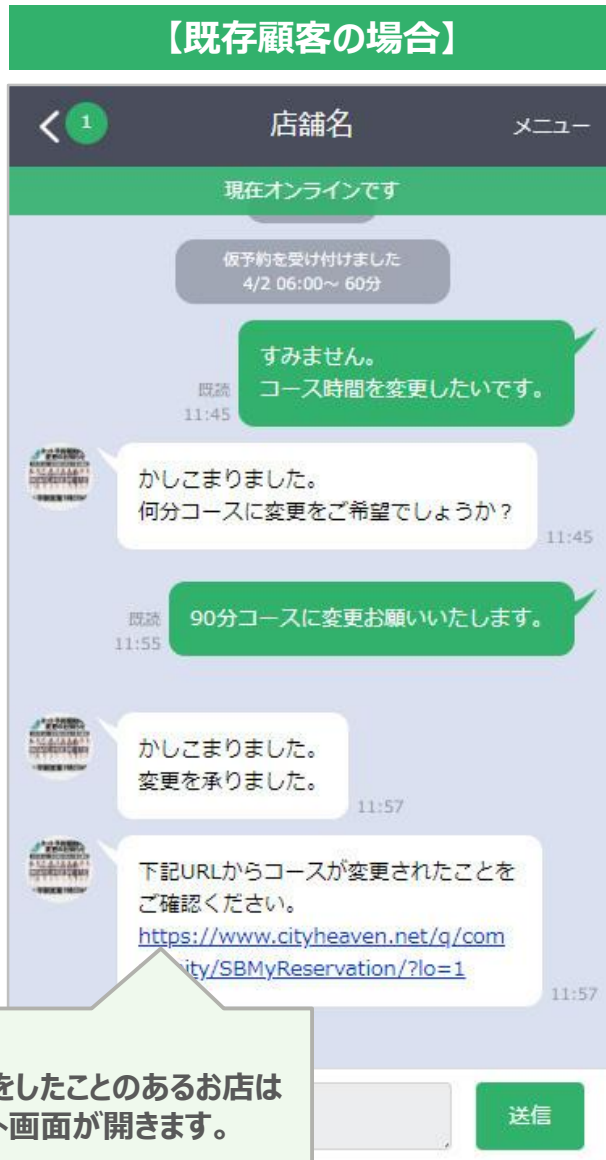 【既存顧客の場合】
1
店舗名
メニュー
現在オンラインです
仮予約を受け付けました
4/2 06:00～ 60分
すみません。
コース時間を変更したいです。
既読
11:45
かしこまりました。
何分コースに変更をご希望でしょうか？
11:45
90分コースに変更お願いいたします。
既読
11:55
かしこまりました。
変更を承りました。
11:57
下記URLからコースが変更されたことを
ご確認ください。
https://www.cityheaven.net/q/com
ity/SBMyReservation/?lo=1
11:57
をしたことのあるお店は
ト画面が開きます。
送信